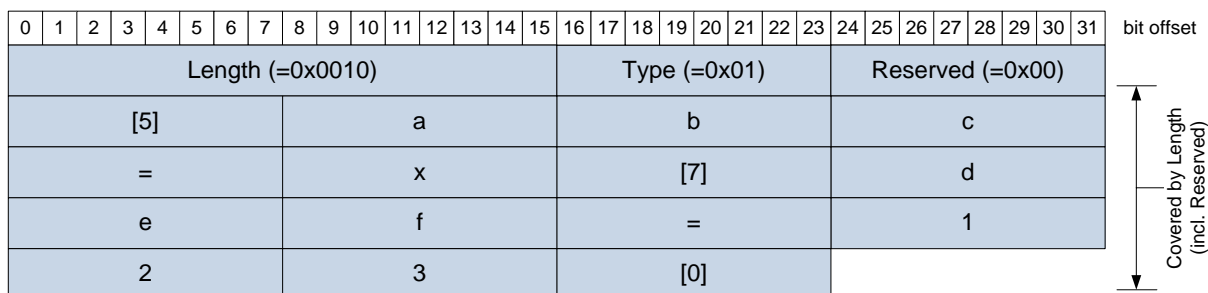 0 1 2 3 4 5 6 7 8 9 10 11 12 13 14 15 16 17 18 19 20 21 22 23 24 25 26 27 28 29 30 31 bit offset
Length (=0x0010) Type (=0x01) Reserved (=0x00)
[5] a b c
= x [7] d
e f = 1
2 3 [0]
Covered by Length
(incl. Reserved)